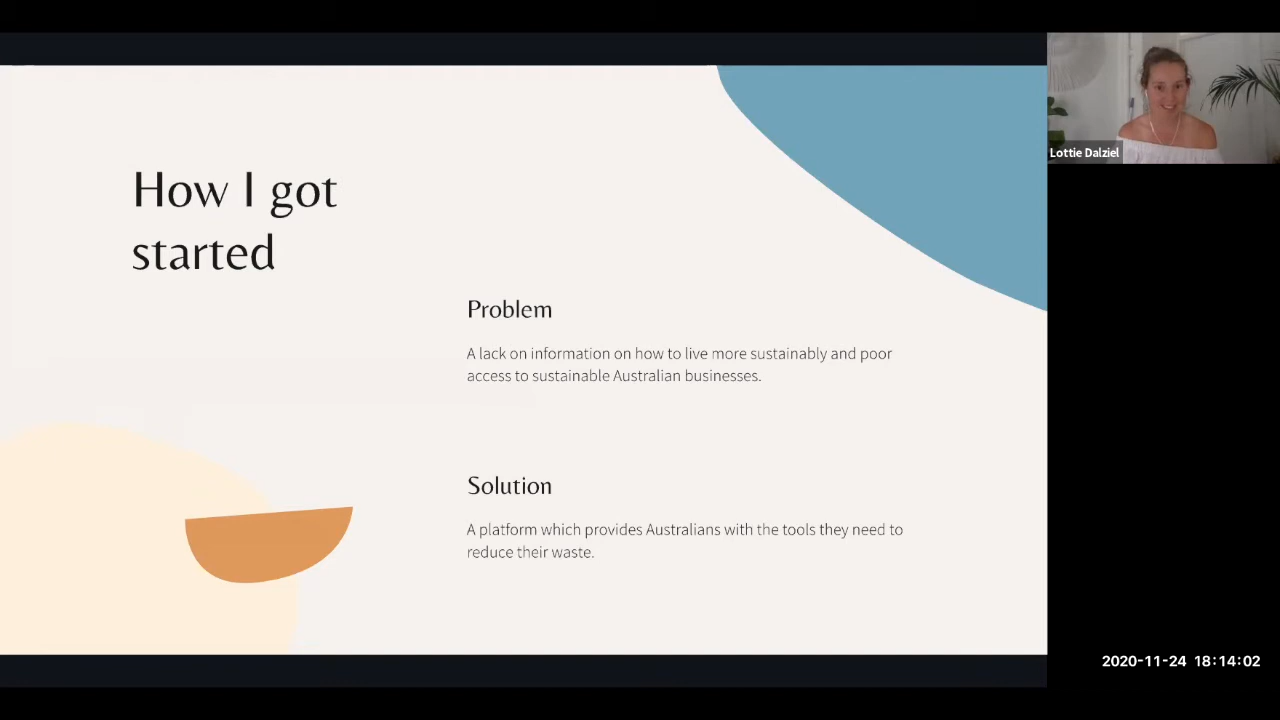 How I got
started
Problem
A lack on information on how to live more sustainably and poor
access to sustainable Australian businesses.
Solution
A platform which provides Australians with the tools they need to
reduce their waste.
Lottie Dalziel
2020-11-24 18:14:02